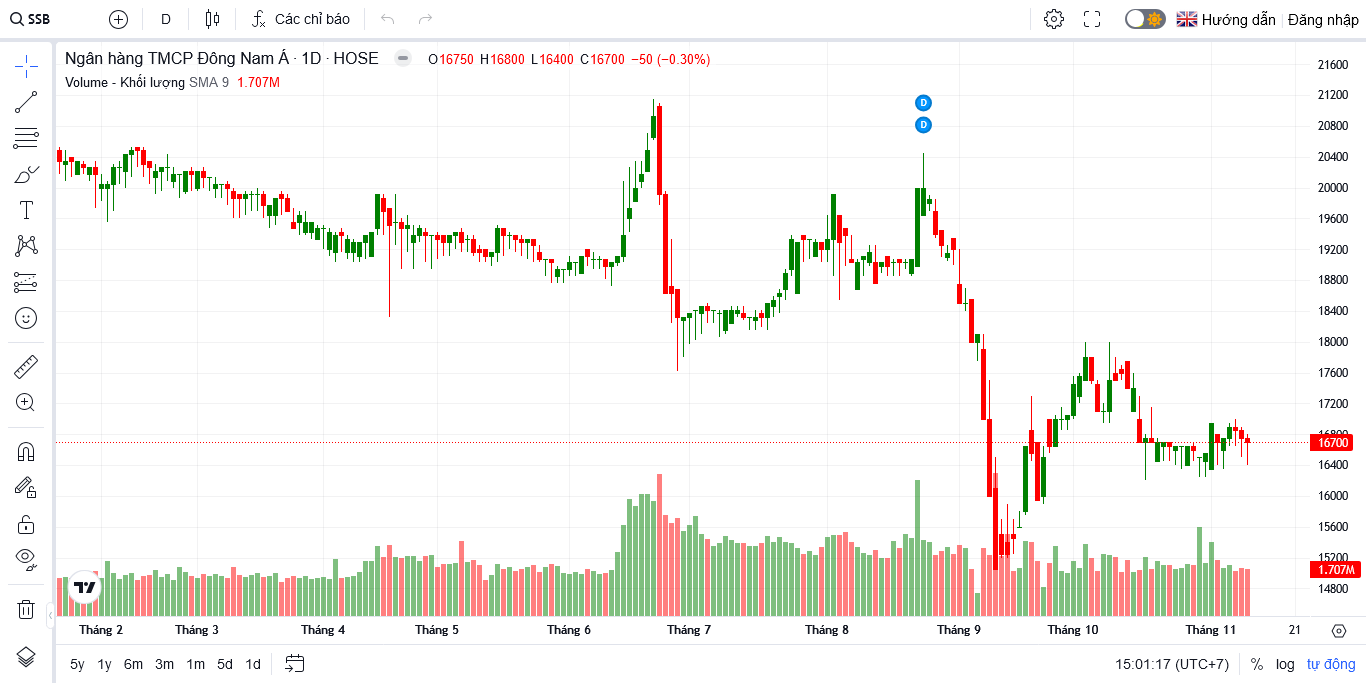 SSB D Các chỉ báo Hướng dẫn Đăng nhập
Ngân hàng TMCP Đông Nam Á · 1D · HOSE O16750 H16800 L16400 C16700 −50 (−0.30%)
Volume - Khối lượng SMA 9 1.707M
D
D
21600
21200
20800
20400
20000
19600
19200
18800
18400
18000
17600
17200
16800
16700
16400
16000
15600
15200
1.707M
14800
Tháng 2 Tháng 3 Tháng 4 Tháng 5 Tháng 6 Tháng 7 Tháng 8 Tháng 9 Tháng 10 Tháng 11 21
5y 1y 6m 3m 1m 5d 1d 15:01:17 (UTC+7) % log tự động